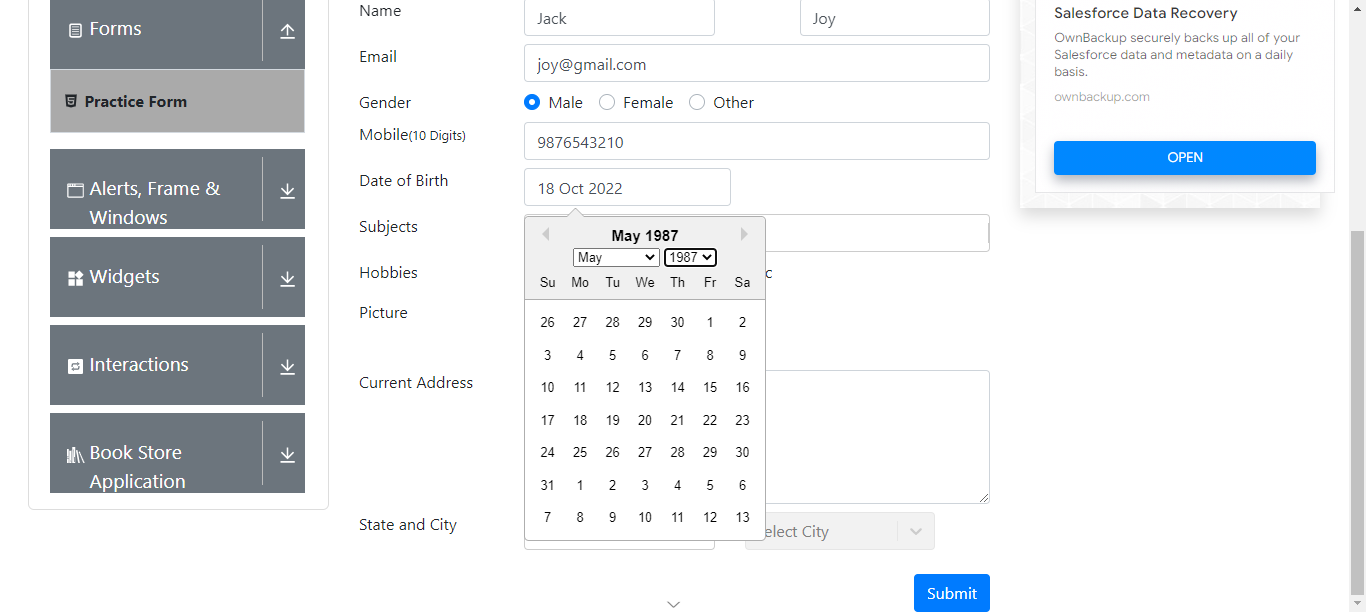 Forms
Practice Form
Alerts, Frame &
Windows
Widgets
Interactions
Book Store
Application
Name
Jack
Joy
Email
joy@gmail.com
Gender
Male Female Other
Mobile(10 Digits)
9876543210
Date of Birth
18 Oct 2022
Subjects
Hobbies
c
Picture
Current Address
State and City
elect City
May 1987
May 1987
Su Mo Tu We Th Fr Sa
26 27 28 29 30 1 2
3 4 5 6 7 8 9
10 11 12 13 14 15 16
17 18 19 20 21 22 23
24 25 26 27 28 29 30
31 1 2 3 4 5 6
7 8 9 10 11 12 13
Submit
Salesforce Data Recovery
OwnBackup securely backs up all of your
Salesforce data and metadata on a daily
basis.
ownbackup.com
OPEN